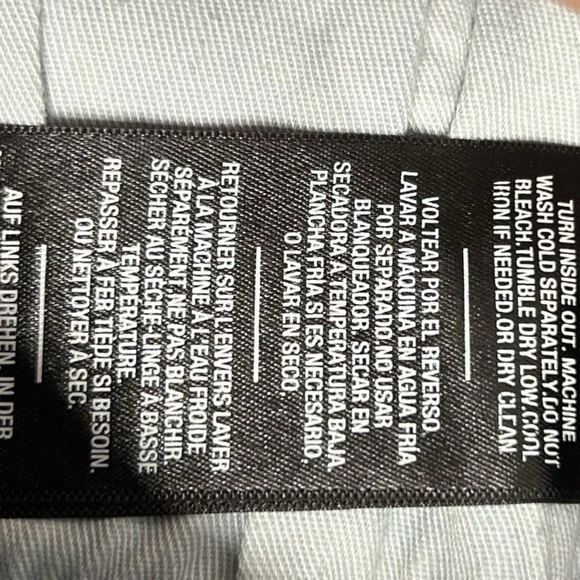 TURN INSIDE OUT. MACHINE
WASH COLD SEPARATELY.DO NOT
BLEACH.TUMBLE DRY LOW.COOL
IRON IF NEEDED.OR DRY CLEAN
VOLTEAR POR EL REVERSO
LAVAR A MÁQUINA EN AGUA FRIA
POR SEPARADO.NO USAR
BLANQUEADOR. SECAR EN
SECADORA A TEMPERATURA BAJA.
PLANCHA FRIA SI ES NECESARIO.
O LAVAR EN SECO.
RETOURNER SUR L'ENVERS LAVER
À LA MACHINE À L'EAU FROIDE
SÉPAREMENT.NE PAS BLANCHIR.
SÉCHER AU SÈCHE-LINGE À BASSE
TEMPÉRATURE.
REPASSER À FER TIÈDE SI BESOIN.
OU NETTOYER À SEC.
AUF LINKS DREHEN. IN DER